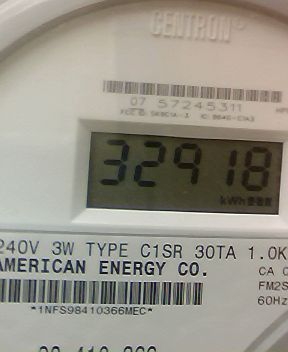 CENTRON®
07 57245311
32918
kWh
240V 3W TYPE C1SR 30TA 1.0K
AMERICAN ENERGY CO.
CA 0
FM2S
60Hz
*1NFS98410366MEC*